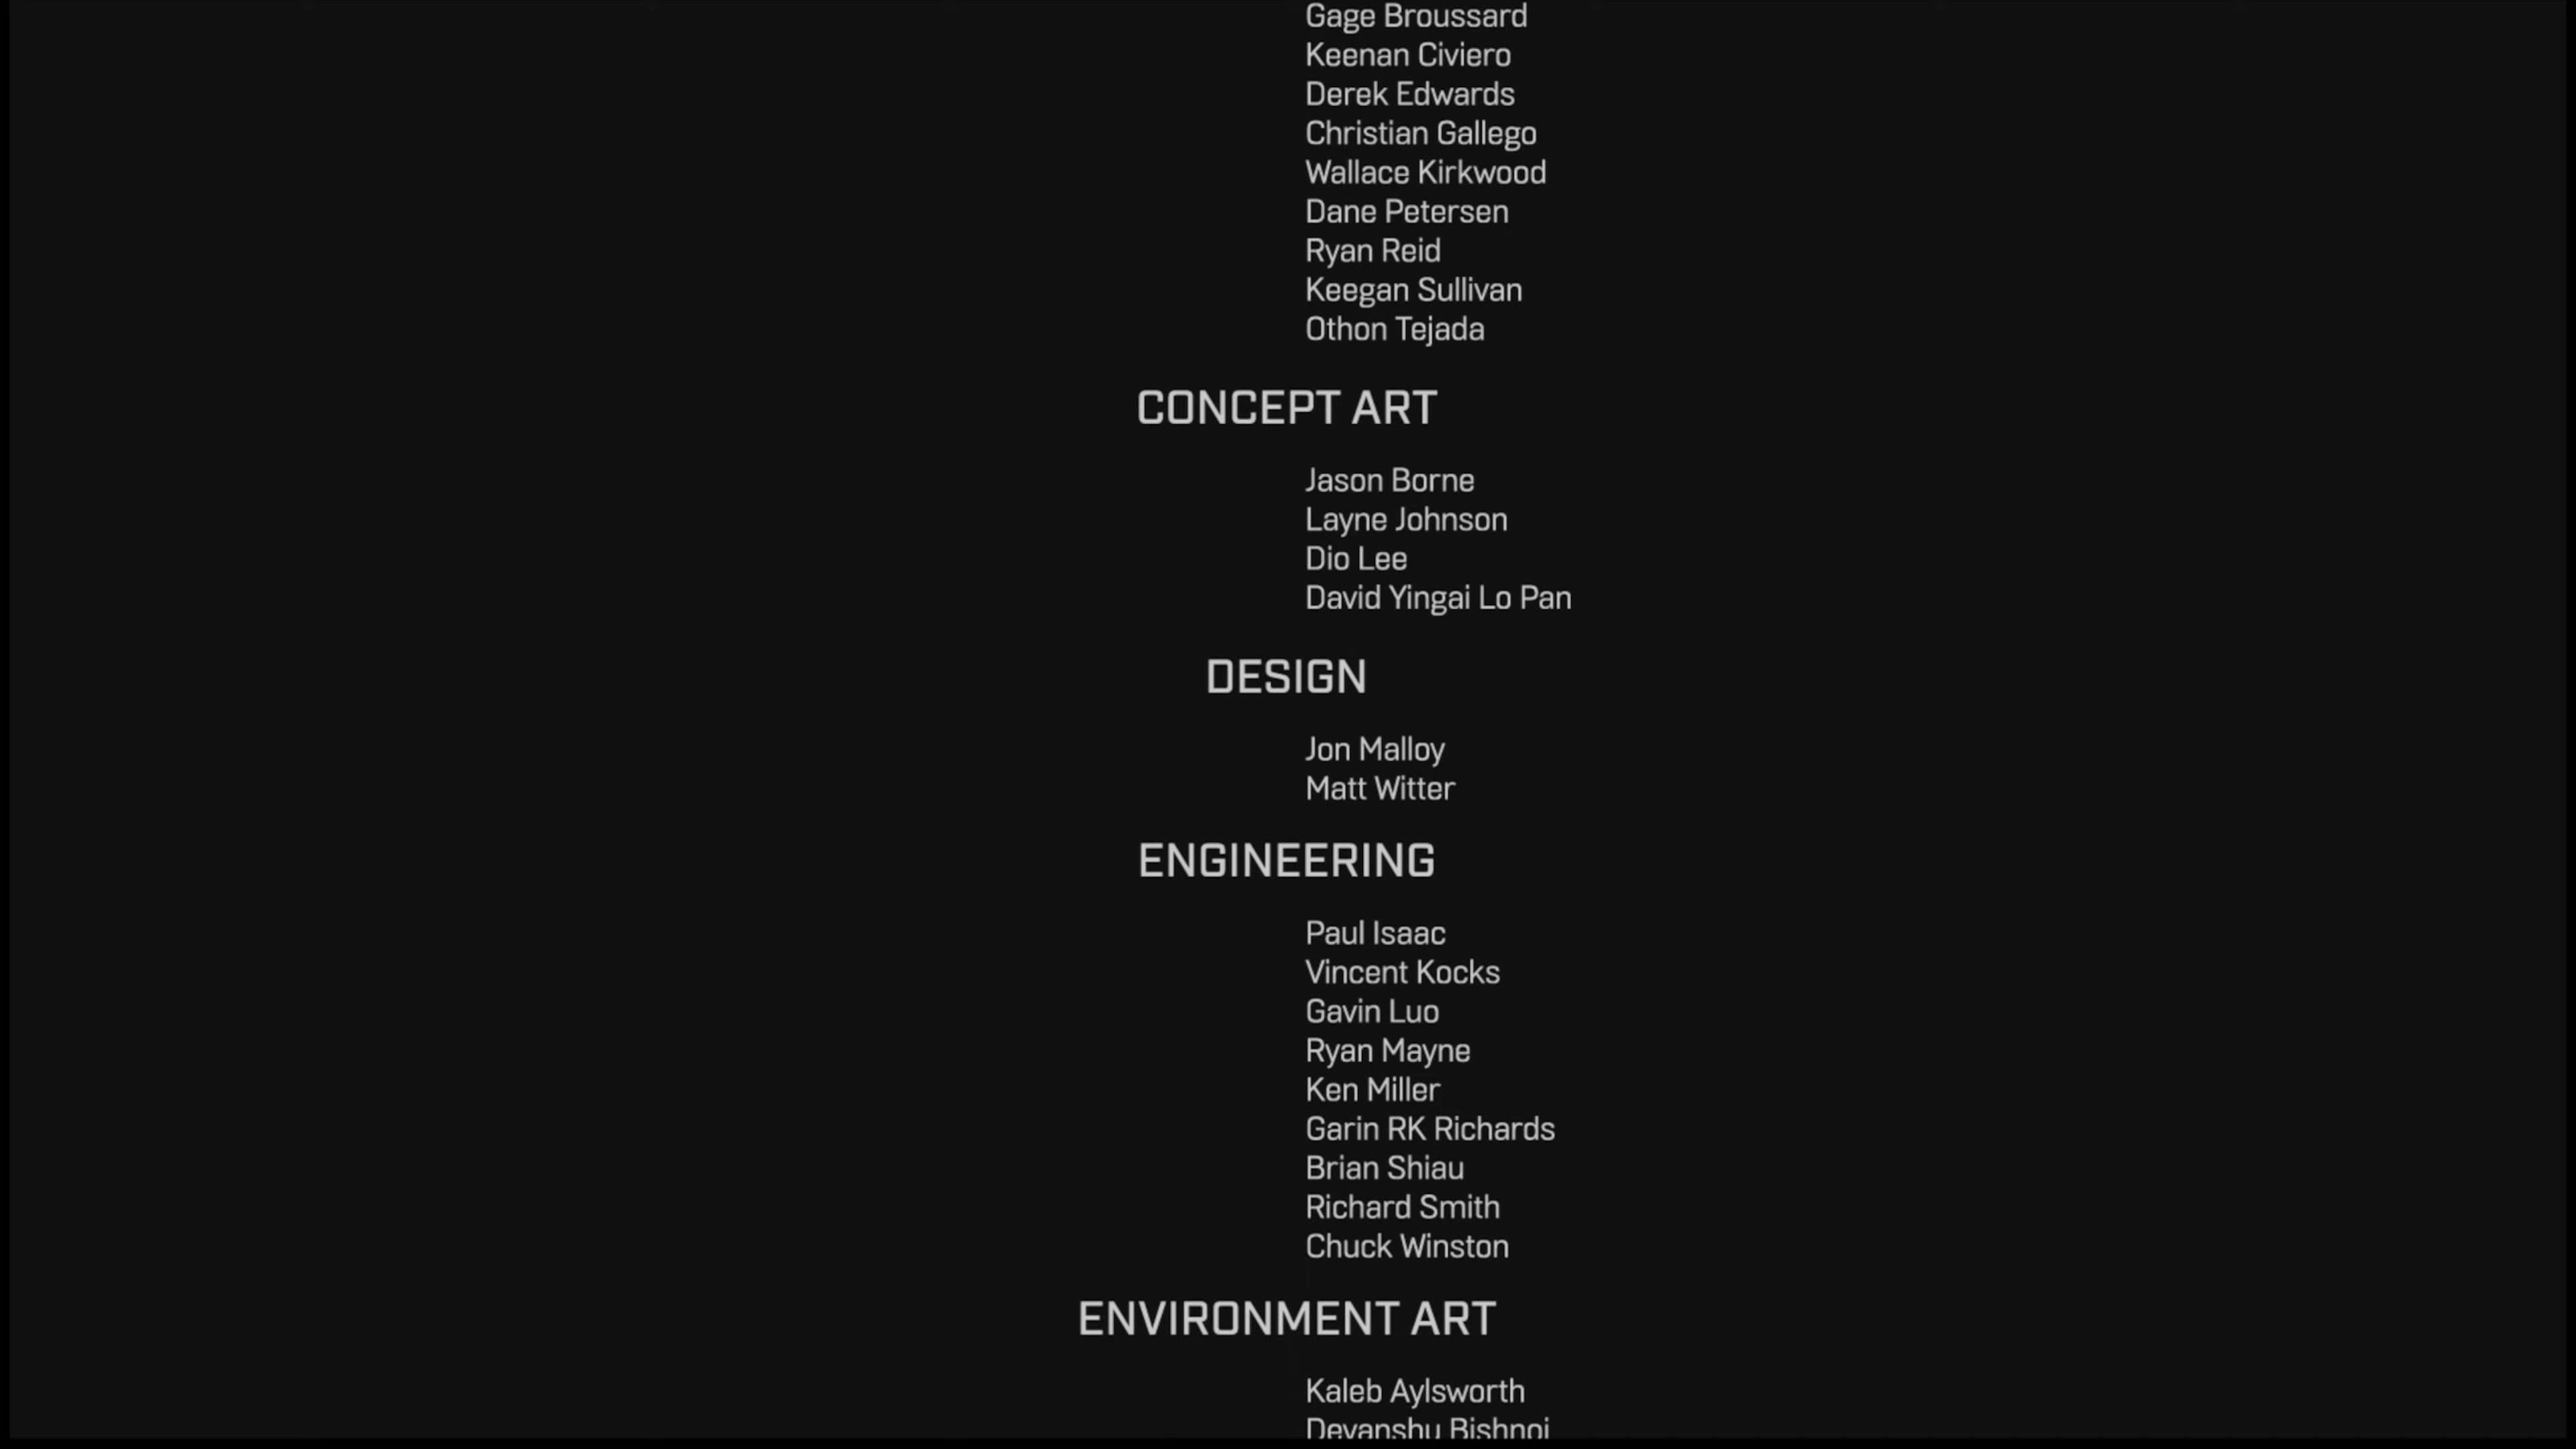 Gage Broussard
Keenan Civiero
Derek Edwards
Christian Gallego
Wallace Kirkwood
Dane Petersen
Ryan Reid
Keegan Sullivan
Othon Tejada
CONCEPT ART
Jason Borne
Layne Johnson
Dio Lee
David Yingai Lo Pan
DESIGN
Jon Malloy
Matt Witter
ENGINEERING
Paul Isaac
Vincent Kocks
Gavin Luo
Ryan Mayne
Ken Miller
Garin RK Richards
Brian Shiau
Richard Smith
Chuck Winston
ENVIRONMENT ART
Kaleb Aylsworth
Devanshu Bishnoi